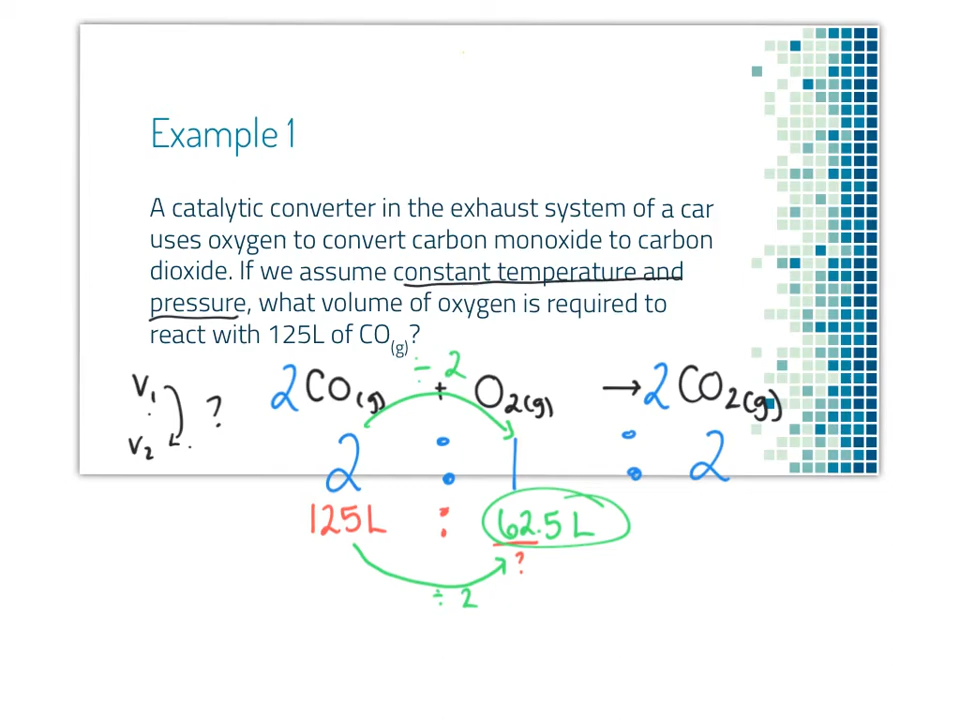 Example 1
A catalytic converter in the exhaust system of a car
uses oxygen to convert carbon monoxide to carbon
dioxide. If we assume constant temperature and
pressure, what volume of oxygen is required to
react with 125L of CO(g)?
÷ 2
V1 ? 2CO(g) + O2(g) → 2CO2(g)
V2 2 : 1 : 2
125L : 62.5 L
?
÷ 2